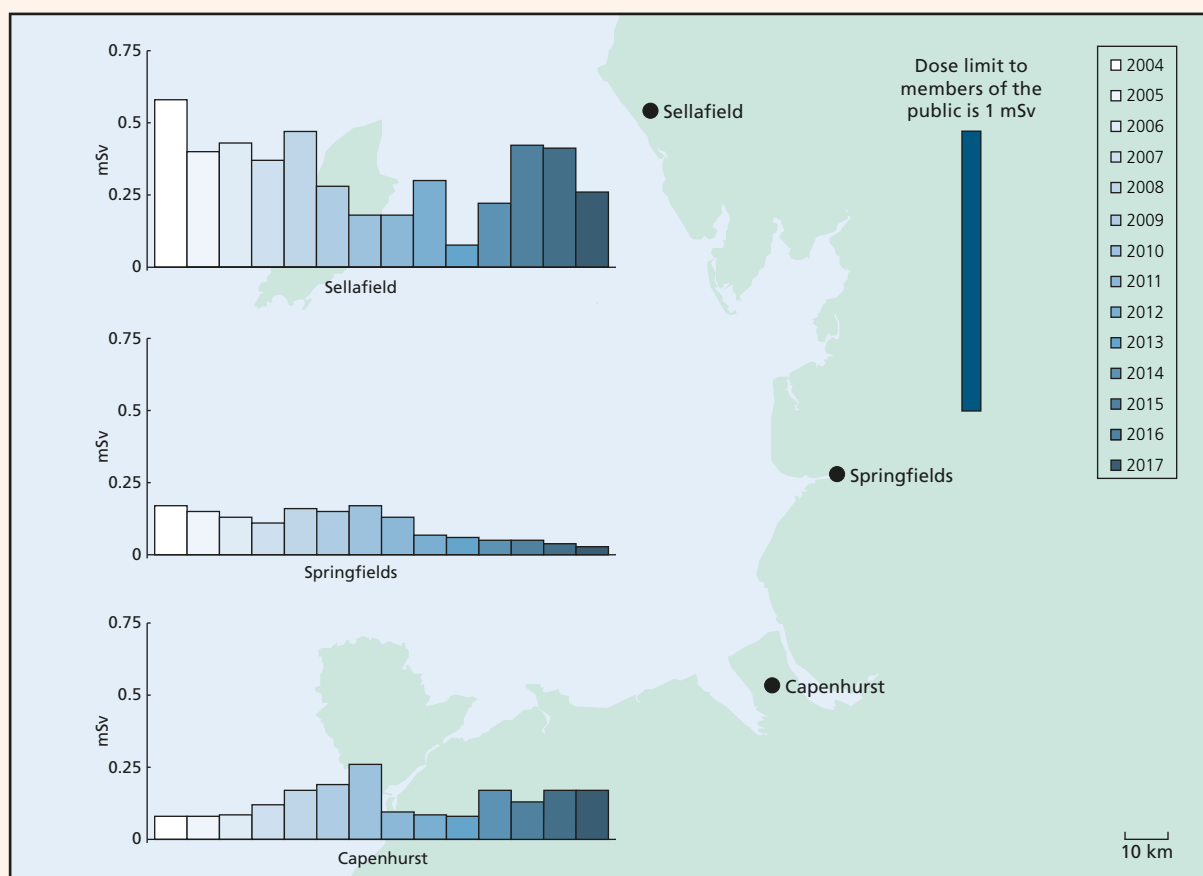 0.75
0.5
mSv
0.25
0
Sellafield
0.75
0.5
mSv
0.25
0
Springfields
0.75
0.5
mSv
0.25
0
Capenhurst
Sellafield
Springfields
Capenhurst
Dose limit to
members of the
public is 1 mSv
2004
2005
2006
2007
2008
2009
2010
2011
2012
2013
2014
2015
2016
2017
10 km